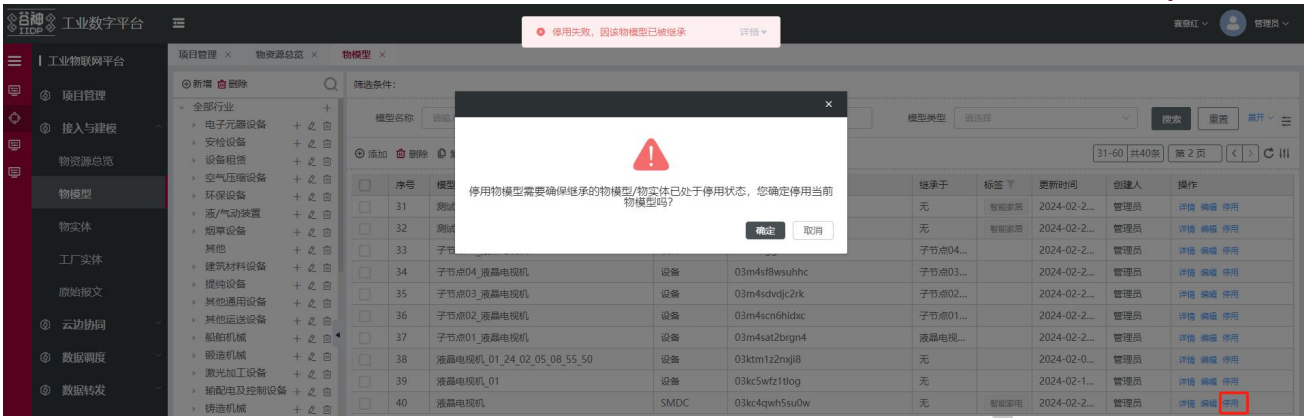 谷神 IIDP 工业数字平台
停用失败，因该物模型已被继承 详情
管理员
工业物联网平台
项目管理 × 物资源总览 × 物模型 ×
新增 删除
筛选条件:
项目管理
接入与建模
物资源总览
物模型
物实体
工厂实体
原始报文
云边协同
数据调度
数据转发
全部行业
电子元器设备
安检设备
设备租赁
空气压缩设备
环保设备
液/气动装置
烟草设备
其他
建筑材料设备
提纯设备
其他通用设备
其他运送设备
船舶机械
锻造机械
激光加工设备
输配电及控制设备
铸造机械
模型名称 模型类型 请选择 搜索 重置 展开
添加 删除 31-60 共40条 第 2 页
停用物模型需要确保继承的物模型/物实体已处于停用状态，您确定停用当前
物模型吗?
确定 取消
序号 继承于 标签 更新时间 创建人 操作
31 无 智能家居 2024-02-2... 管理员 详情 编辑 停用
32 无 智能家居 2024-02-2... 管理员 详情 编辑 停用
33 子节点04... 2024-02-2... 管理员 详情 编辑 停用
34 子节点04_液晶电视机 设备 03m4sf8wsuhhc 子节点03... 2024-02-2... 管理员 详情 编辑 停用
35 子节点03_液晶电视机 设备 03m4sdvdjc2rk 子节点02... 2024-02-2... 管理员 详情 编辑 停用
36 子节点02_液晶电视机 设备 03m4scn6hidxc 子节点01... 2024-02-2... 管理员 详情 编辑 停用
37 子节点01_液晶电视机 设备 03m4sat2brgn4 液晶电视... 2024-02-2... 管理员 详情 编辑 停用
38 液晶电视机_01_24_02_05_08_55_50 设备 03ktm1z2nxji8 无 2024-02-0... 管理员 详情 编辑 停用
39 液晶电视机_01 设备 03kc5wfz1tlog 无 2024-02-1... 管理员 详情 编辑 停用
40 液晶电视机 SMDC 03kc4qwh5su0w 无 智能家电 2024-02-2... 管理员 详情 编辑 停用